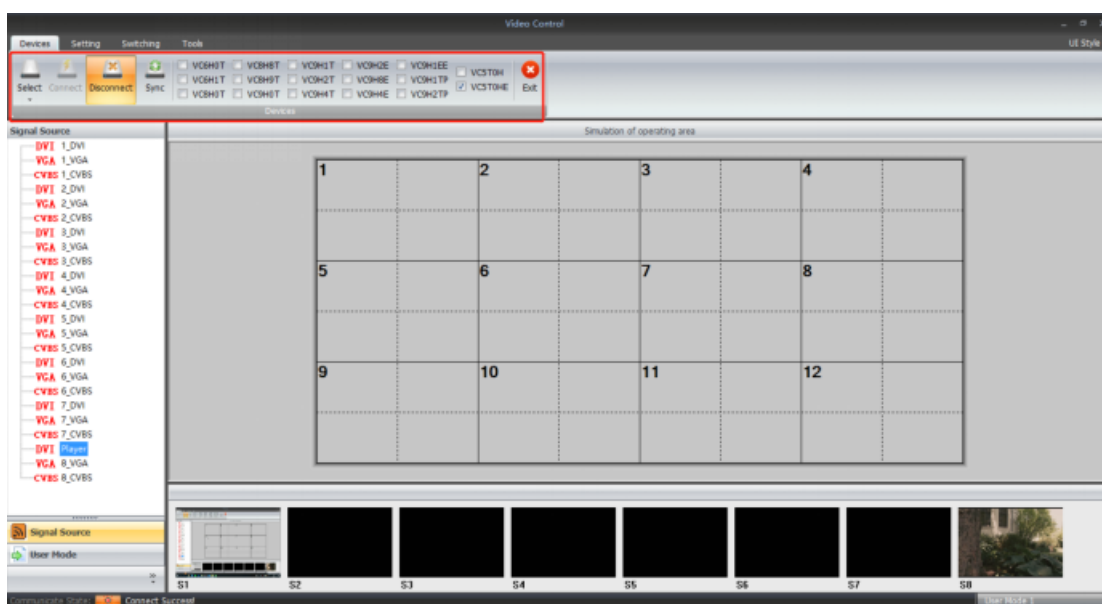 Video Control
Devices Setting Switching Tools UI Style
Select Connect Disconnect Sync
VC6H0T VC8H8T VC9H1T VC9H2E VC9H1EE
VC6H1T VC8H9T VC9H2T VC9H8E VC9H1TP
VC8H0T VC9H0T VC9H4T VC9H4E VC9H2TP
VCST0H
VCST0HE
Exit
Devices
Signal Source
Simulation of operating area
DVI 1_DVI
VGA 1_VGA
CVBS 1_CVBS
DVI 2_DVI
VGA 2_VGA
CVBS 2_CVBS
DVI 3_DVI
VGA 3_VGA
CVBS 3_CVBS
DVI 4_DVI
VGA 4_VGA
CVBS 4_CVBS
DVI 5_DVI
VGA 5_VGA
CVBS 5_CVBS
DVI 6_DVI
VGA 6_VGA
CVBS 6_CVBS
DVI 7_DVI
VGA 7_VGA
CVBS 7_CVBS
DVI Player
VGA 8_VGA
CVBS 8_CVBS
1 2 3 4
5 6 7 8
9 10 11 12
Signal Source
User Mode
S1 S2 S3 S4 S5 S6 S7 S8
Communicate State: Connect Success!
User Mode 1